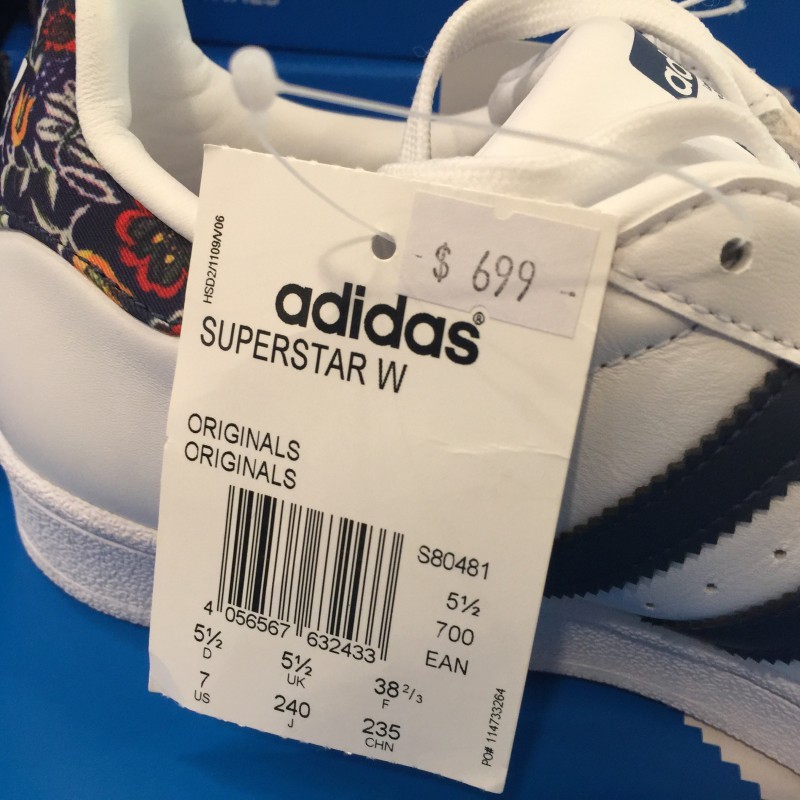 HSD2/1109/V06
- $ 699 -
adidas®
SUPERSTAR W
ORIGINALS
ORIGINALS
S80481
5½
700
EAN
4 056567 632433
5½ D
5½ UK
38 2/3 F
7 US
240 J
235 CHN
PO# 114733264